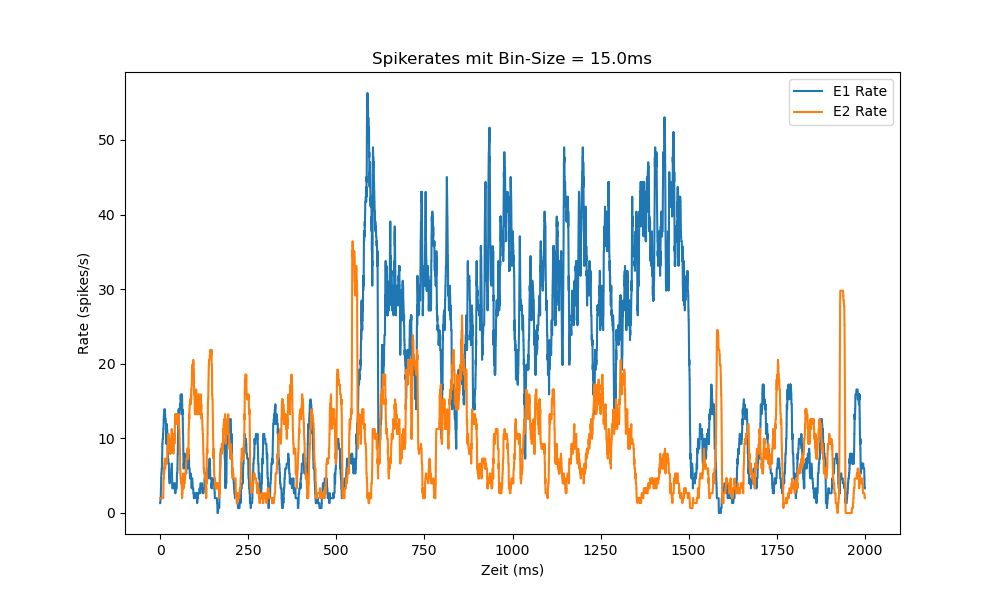 Spikerates mit Bin-Size = 15.0ms
E1 Rate
E2 Rate
50
40
30
20
10
0
Rate (spikes/s)
0 250 500 750 1000 1250 1500 1750 2000
Zeit (ms)